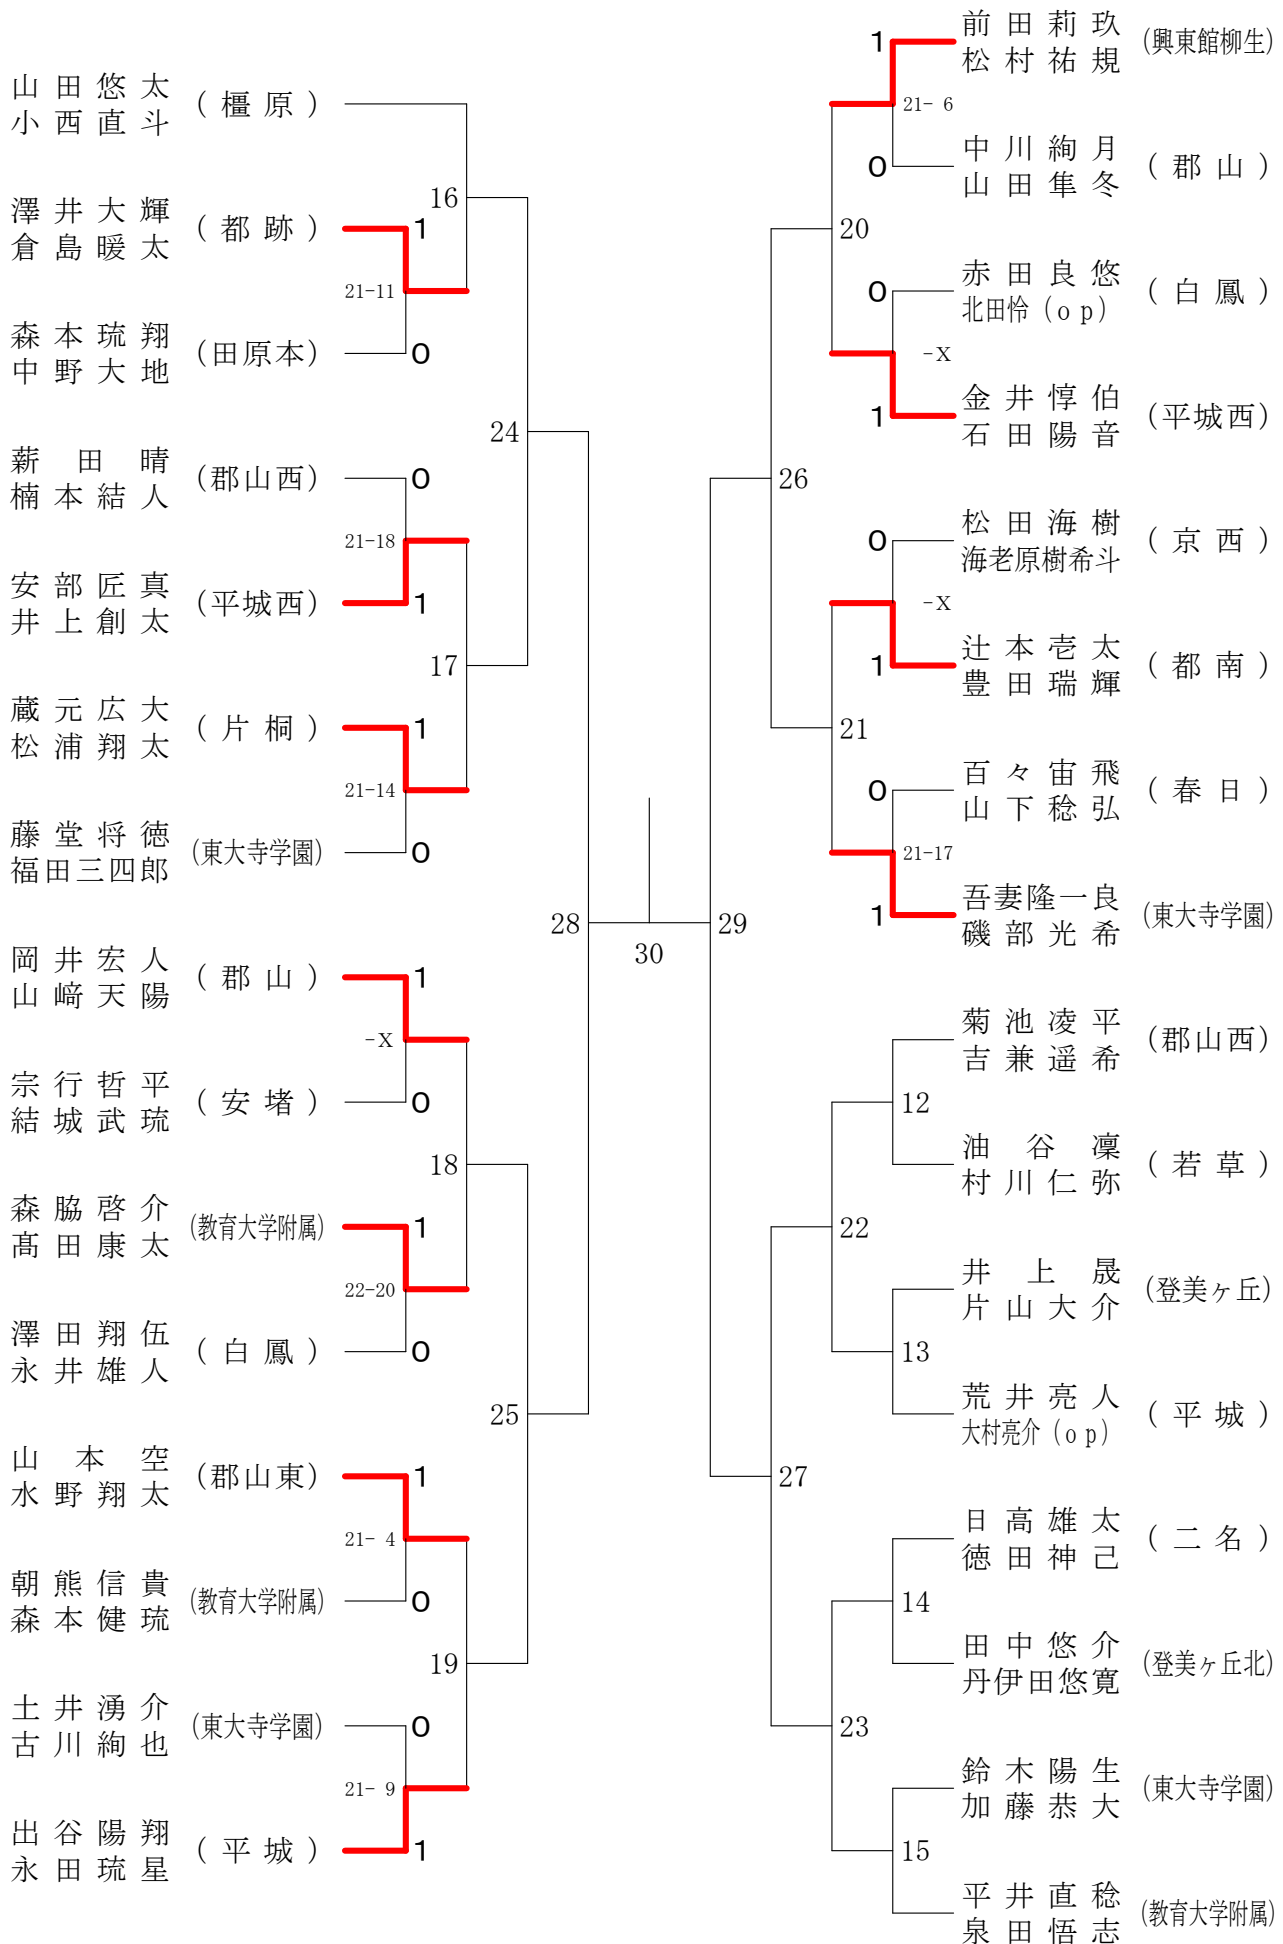 山田悠太
小西直斗
(橿原)
澤井大輝
倉島暖太
(都跡)
1
21-11
森本琉翔
中野大地
(田原本)
0
16
薪田晴
楠本結人
(郡山西)
0
21-18
安部匠真
井上創太
(平城西)
1
17
蔵元広大
松浦翔太
(片桐)
1
21-14
藤堂将徳
福田三四郎
(東大寺学園)
0
24
岡井宏人
山﨑天陽
(郡山)
1
-X
宗行哲平
結城武琉
(安堵)
0
18
森脇啓介
髙田康太
(教育大学附属)
1
22-20
澤田翔伍
永井雄人
(白鳳)
0
25
山本空
水野翔太
(郡山東)
1
21- 4
朝熊信貴
森本健琉
(教育大学附属)
0
19
土井湧介
古川絢也
(東大寺学園)
0
21- 9
出谷陽翔
永田琉星
(平城)
1
28
30
29
前田莉玖
松村祐規
(興東館柳生)
1
21- 6
中川絢月
山田隼冬
(郡山)
0
20
赤田良悠
北田怜(op)
(白鳳)
0
-X
金井惇伯
石田陽音
(平城西)
1
26
松田海樹
海老原樹希斗
(京西)
0
-X
辻本壱太
豊田瑞輝
(都南)
1
21
百々宙飛
山下稔弘
(春日)
0
21-17
吾妻隆一良
磯部光希
(東大寺学園)
1
菊池凌平
吉兼遥希
(郡山西)
12
油谷凜
村川仁弥
(若草)
22
井上晟
片山大介
(登美ヶ丘)
13
荒井亮人
大村亮介(op)
(平城)
27
日高雄太
徳田神己
(二名)
14
田中悠介
丹伊田悠寛
(登美ヶ丘北)
23
鈴木陽生
加藤恭大
(東大寺学園)
15
平井直稔
泉田悟志
(教育大学附属)